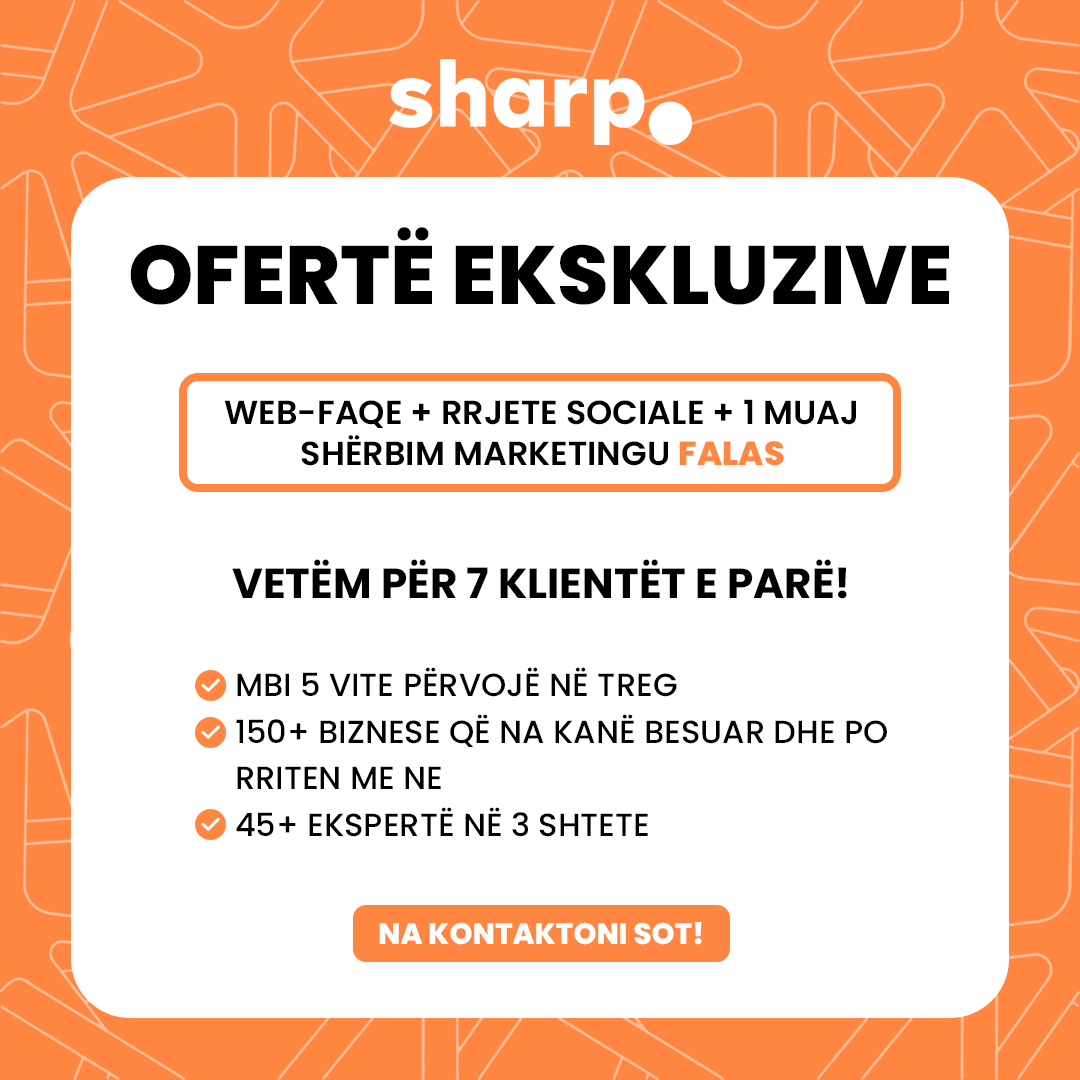 sharp.
OFERTË EKSKLUZIVE
WEB-FAQE + RRJETE SOCIALE + 1 MUAJ
SHËRBIM MARKETINGU FALAS
VETËM PËR 7 KLIENTËT E PARË!
MBI 5 VITE PËRVOJË NË TREG
150+ BIZNESE QË NA KANË BESUAR DHE PO
RRITEN ME NE
45+ EKSPERTË NË 3 SHTETE
NA KONTAKTONI SOT!